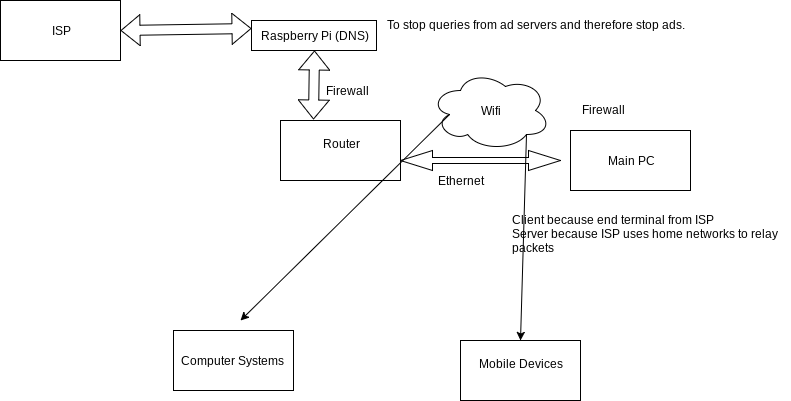 ISP
Raspberry Pi (DNS)
To stop queries from ad servers and therefore stop ads.
Firewall
Wifi
Firewall
Router
Main PC
Ethernet
Client because end terminal from ISP
Server because ISP uses home networks to relay
packets
Computer Systems
Mobile Devices